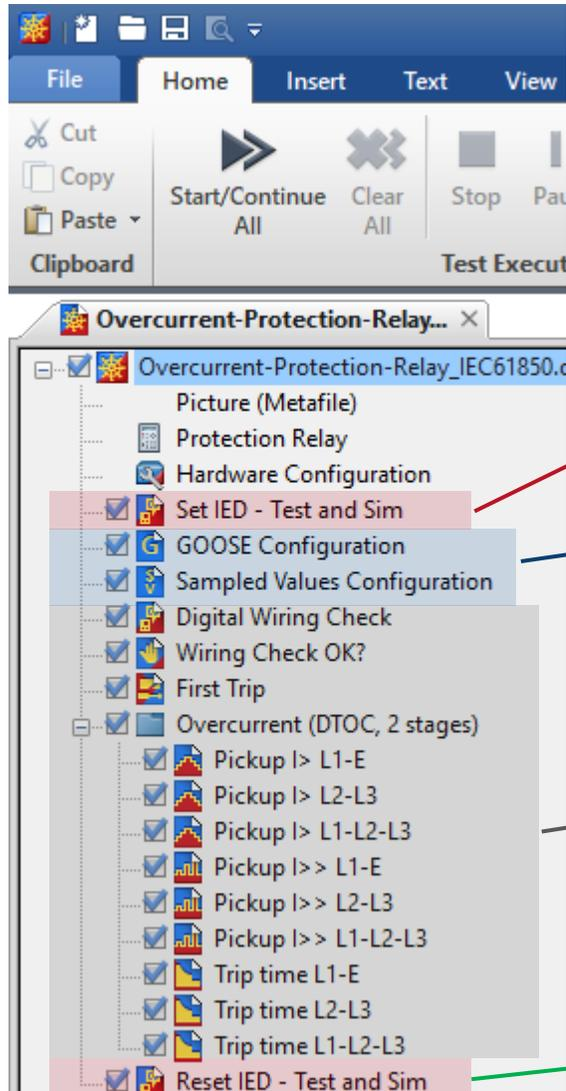 File Home Insert Text View
Cut
Copy
Paste
Start/Continue All
Clear All
Stop
Clipboard
Overcurrent-Protection-Relay...
Overcurrent-Protection-Relay_IEC61850.
Picture (Metafile)
Protection Relay
Hardware Configuration
Set IED - Test and Sim
GOOSE Configuration
Sampled Values Configuration
Digital Wiring Check
Wiring Check OK?
First Trip
Overcurrent (DTOC, 2 stages)
Pickup I> L1-E
Pickup I> L2-L3
Pickup I> L1-L2-L3
Pickup I>> L1-E
Pickup I>> L2-L3
Pickup I>> L1-L2-L3
Trip time L1-E
Trip time L2-L3
Trip time L1-L2-L3
Reset IED - Test and Sim